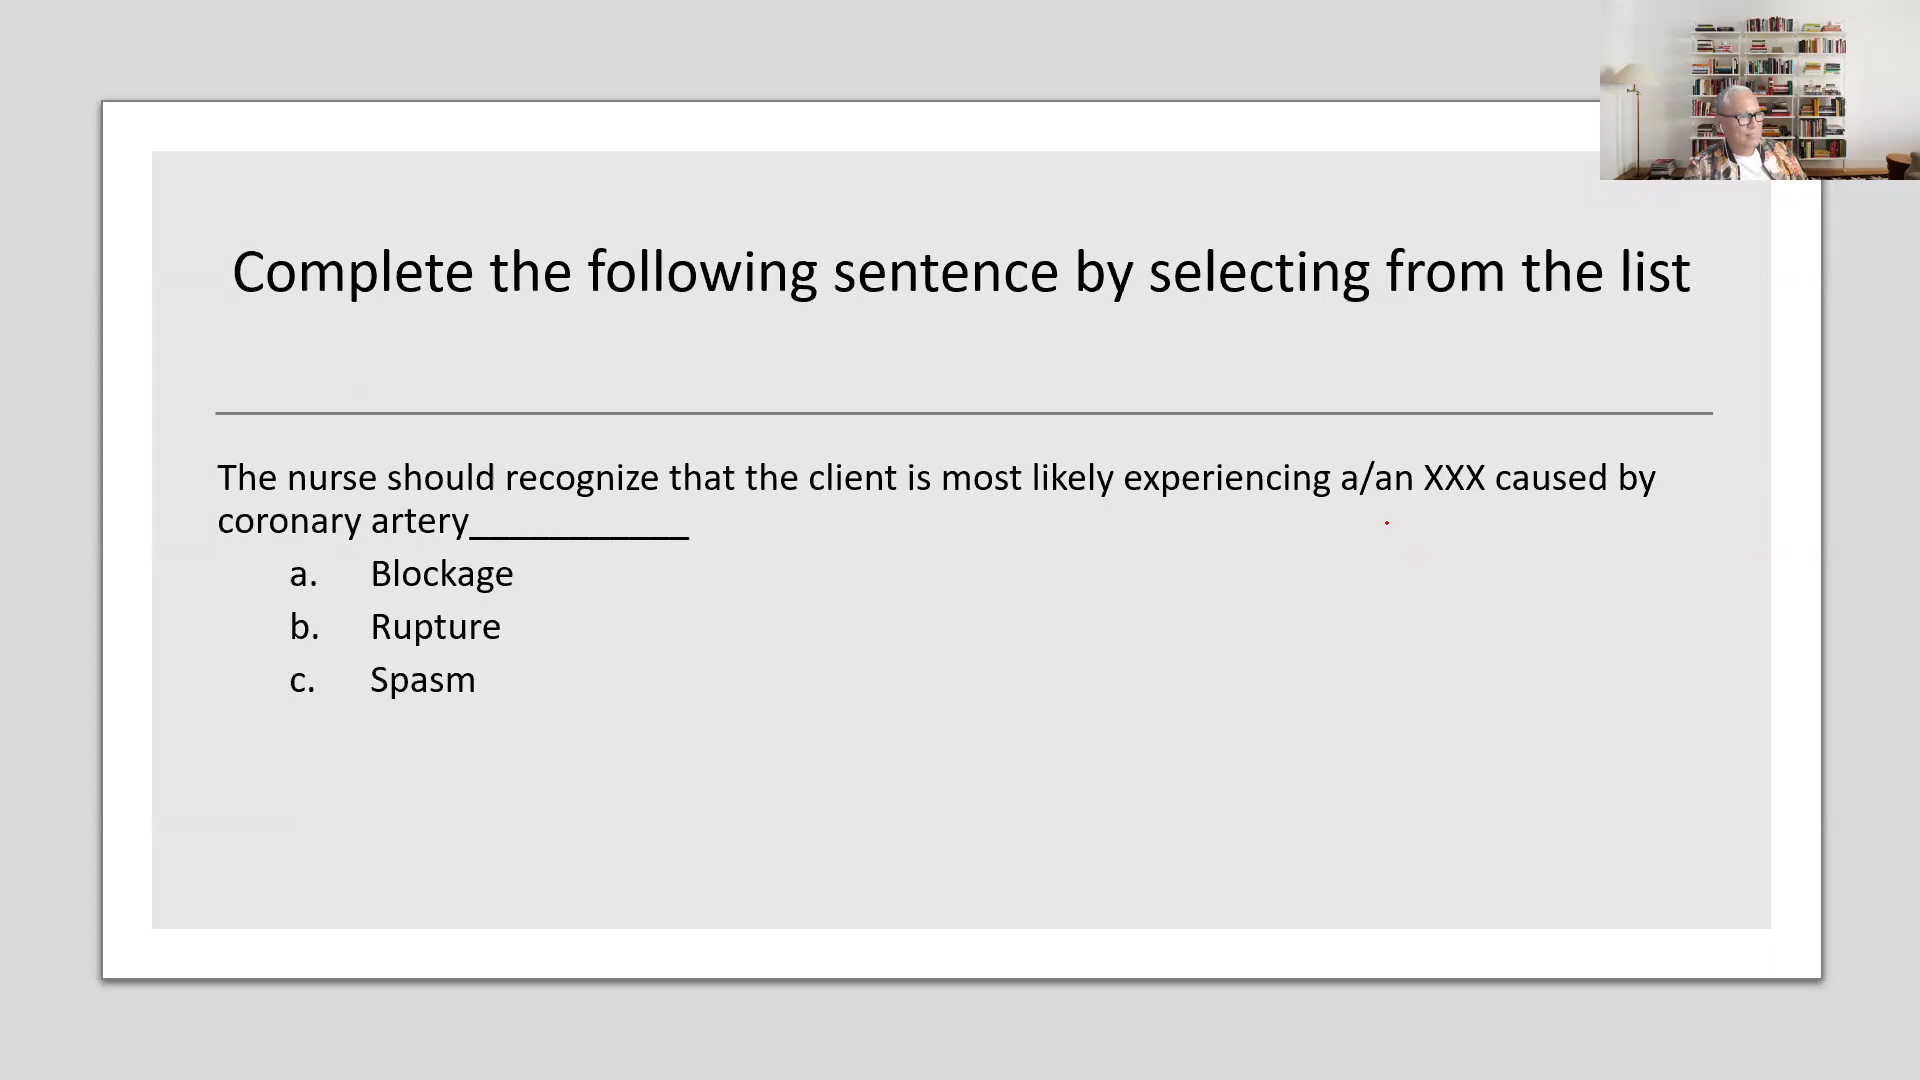 Complete the following sentence by selecting from the list
The nurse should recognize that the client is most likely experiencing a/an XXX caused by
coronary artery___________
a. Blockage
b. Rupture
c. Spasm